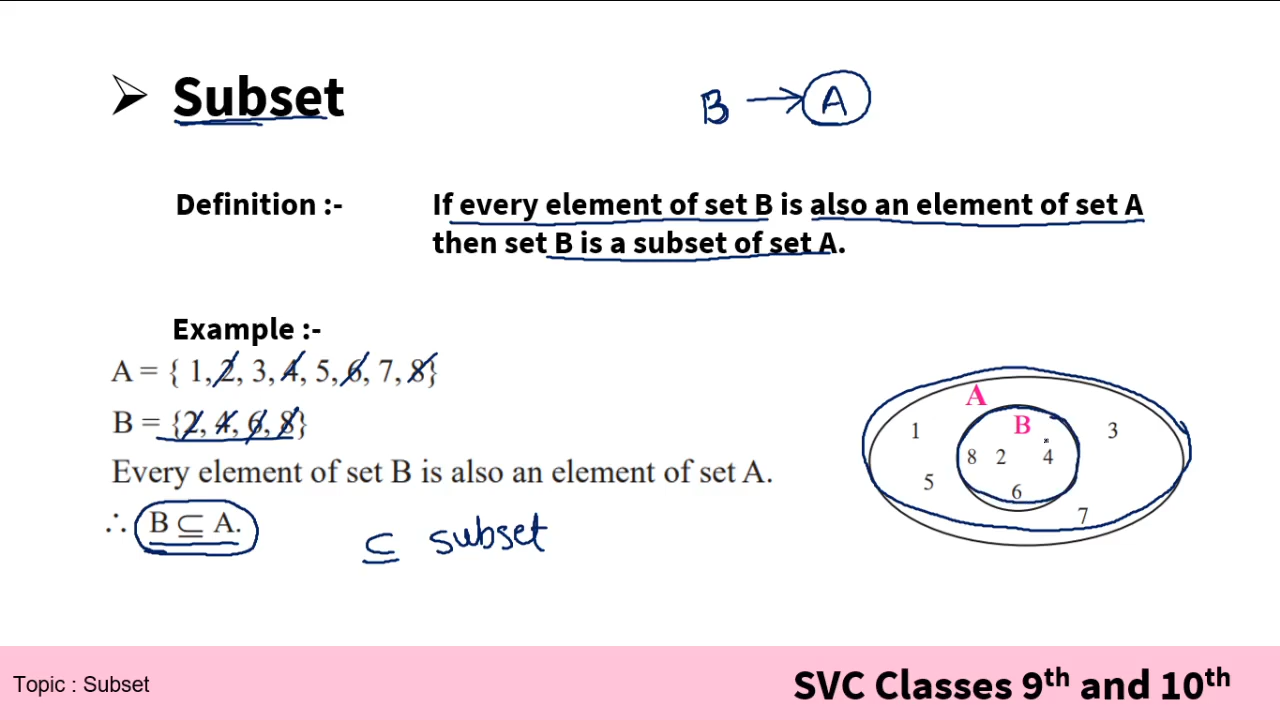 ➢ Subset
B → A
Definition :- If every element of set B is also an element of set A
then set B is a subset of set A.
Example :-
A = { 1, 2, 3, 4, 5, 6, 7, 8}
B = {2, 4, 6, 8}
Every element of set B is also an element of set A.
∴ B ⊆ A.
⊆ subset
A
B
1 3
8 2 4
5 6
7
Topic : Subset
SVC Classes 9th and 10th